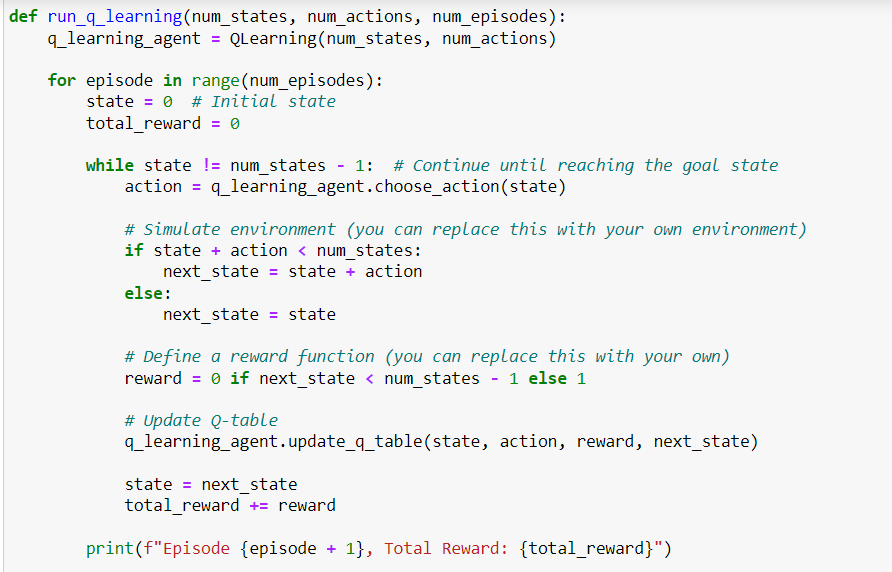 def run_q_learning(num_states, num_actions, num_episodes):
    q_learning_agent = QLearning(num_states, num_actions)

    for episode in range(num_episodes):
        state = 0  # Initial state
        total_reward = 0

        while state != num_states - 1:  # Continue until reaching the goal state
            action = q_learning_agent.choose_action(state)

            # Simulate environment (you can replace this with your own environment)
            if state + action < num_states:
                next_state = state + action
            else:
                next_state = state

            # Define a reward function (you can replace this with your own)
            reward = 0 if next_state < num_states - 1 else 1

            # Update Q-table
            q_learning_agent.update_q_table(state, action, reward, next_state)

            state = next_state
            total_reward += reward

        print(f"Episode {episode + 1}, Total Reward: {total_reward}")